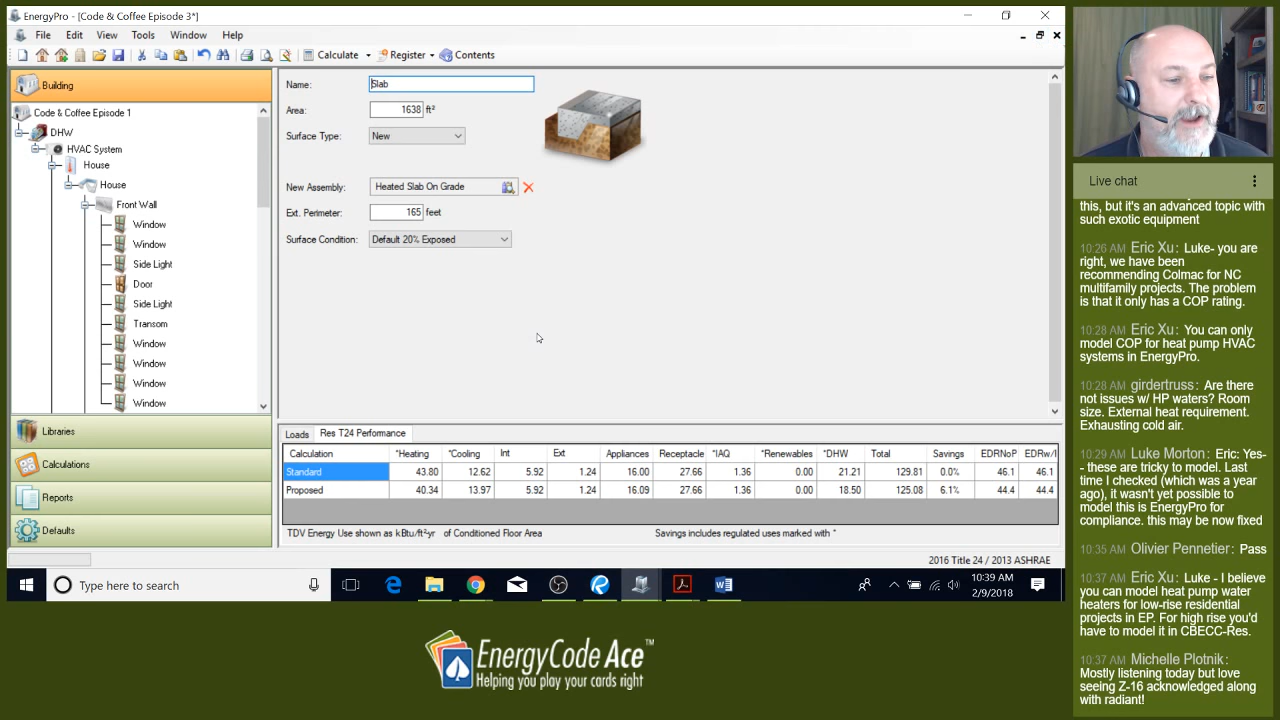 EnergyPro - [Code & Coffee Episode 3*]
File Edit View Tools Window Help
Calculate Register Contents
Building
Code & Coffee Episode 1
DHW
HVAC System
House
House
Front Wall
Window
Window
Side Light
Door
Side Light
Transom
Window
Window
Window
Window
Libraries
Calculations
Reports
Defaults
Name: Slab
Area: 1638 ft²
Surface Type: New
New Assembly: Heated Slab On Grade
Ext. Perimeter: 165 feet
Surface Condition: Default 20% Exposed
Loads Res T24 Performance
Calculation *Heating *Cooling Int Ext Appliances Receptacle *IAQ *Renewables *DHW Total Savings EDRNoP EDRw/I
Standard 43.80 12.62 5.92 1.24 16.00 27.66 1.36 0.00 21.21 129.81 0.0% 46.1 46.1
Proposed 40.34 13.97 5.92 1.24 16.09 27.66 1.36 0.00 18.50 125.08 6.1% 44.4 44.4
TDV Energy Use shown as kBtu/ft²yr of Conditioned Floor Area Savings includes regulated uses marked with *
2016 Title 24 / 2013 ASHRAE
Type here to search
10:39 AM
2/9/2018
EnergyCode Ace™
Helping you play your cards right
Live chat
this, but it's an advanced topic with
such exotic equipment
10:26 AM Eric Xu: Luke- you are
right, we have been
recommending Colmac for NC
multifamily projects. The problem
is that it only has a COP rating.
10:28 AM Eric Xu: You can only
model COP for heat pump HVAC
systems in EnergyPro.
10:28 AM girdertruss: Are there
not issues w/ HP waters? Room
size. External heat requirement.
Exhausting cold air.
10:29 AM Luke Morton: Eric: Yes-
- these are tricky to model. Last
time I checked (which was a year
ago), it wasn't yet possible to
model this is EnergyPro for
compliance. this may be now fixed
10:35 AM Olivier Pennetier: Pass
10:37 AM Eric Xu: Luke - I believe
you can model heat pump water
heaters for low-rise residential
projects in EP. For high rise you'd
have to model it in CBECC-Res.
10:37 AM Michelle Plotnik:
Mostly listening today but love
seeing Z-16 acknowledged along
with radiant!